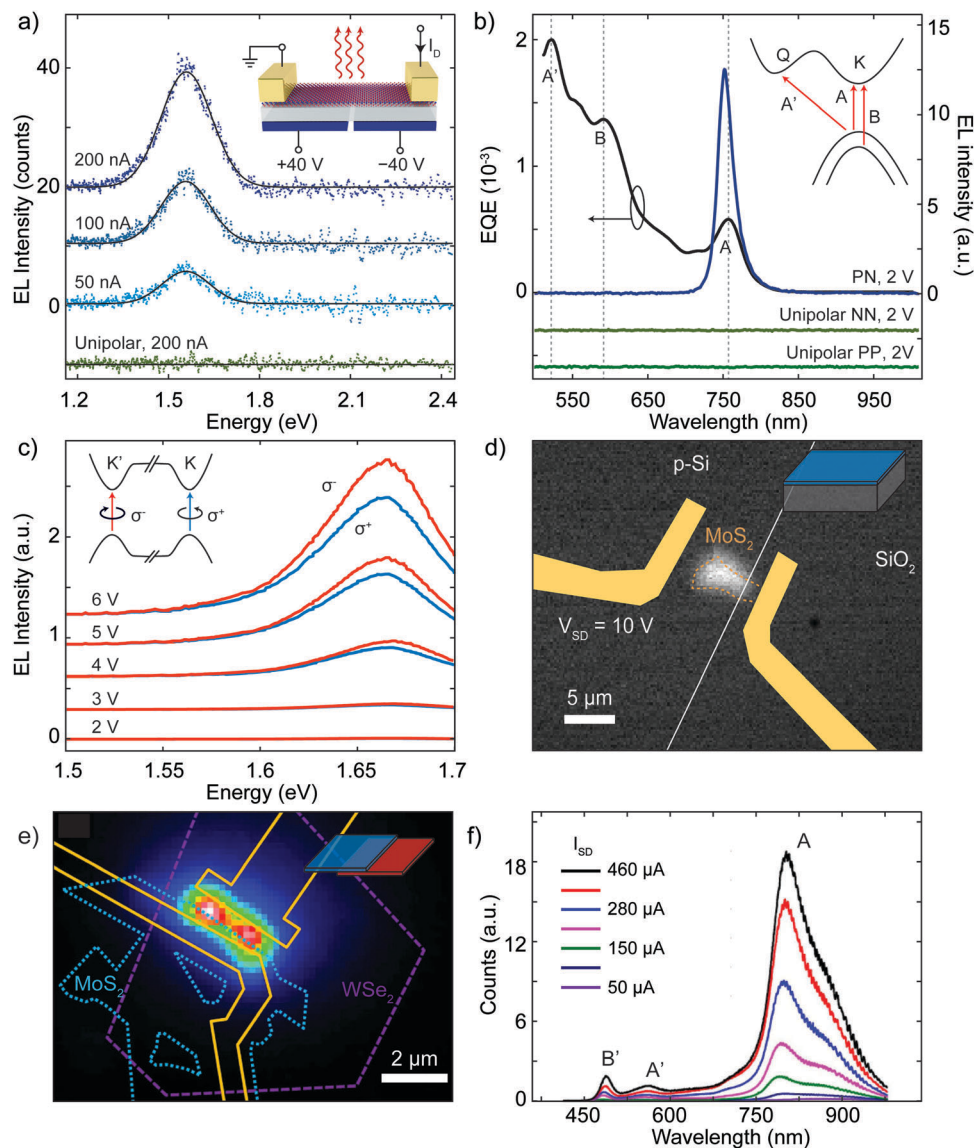 a)
EL Intensity (counts)
40
20
0
200 nA
100 nA
50 nA
Unipolar, 200 nA
I_D
+40 V
−40 V
1.2
1.5
1.8
2.1
2.4
Energy (eV)
b)
EQE (10⁻³)
2
1
0
A'
B
A
Q
K
A'
A
B
PN, 2 V
Unipolar NN, 2 V
Unipolar PP, 2V
15
10
5
0
EL intensity (a.u.)
550
650
750
850
950
Wavelength (nm)
c)
EL Intensity (a.u.)
2
1
0
K'
K
σ⁻
σ⁺
σ⁻
σ⁺
6 V
5 V
4 V
3 V
2 V
1.5
1.55
1.6
1.65
1.7
Energy (eV)
d)
p-Si
MoS₂
SiO₂
V_SD = 10 V
5 μm
e)
MoS₂
WSe₂
2 μm
f)
Counts (a.u.)
18
12
6
0
I_SD
460 μA
280 μA
150 μA
50 μA
A
B'
A'
450
600
750
900
Wavelength (nm)